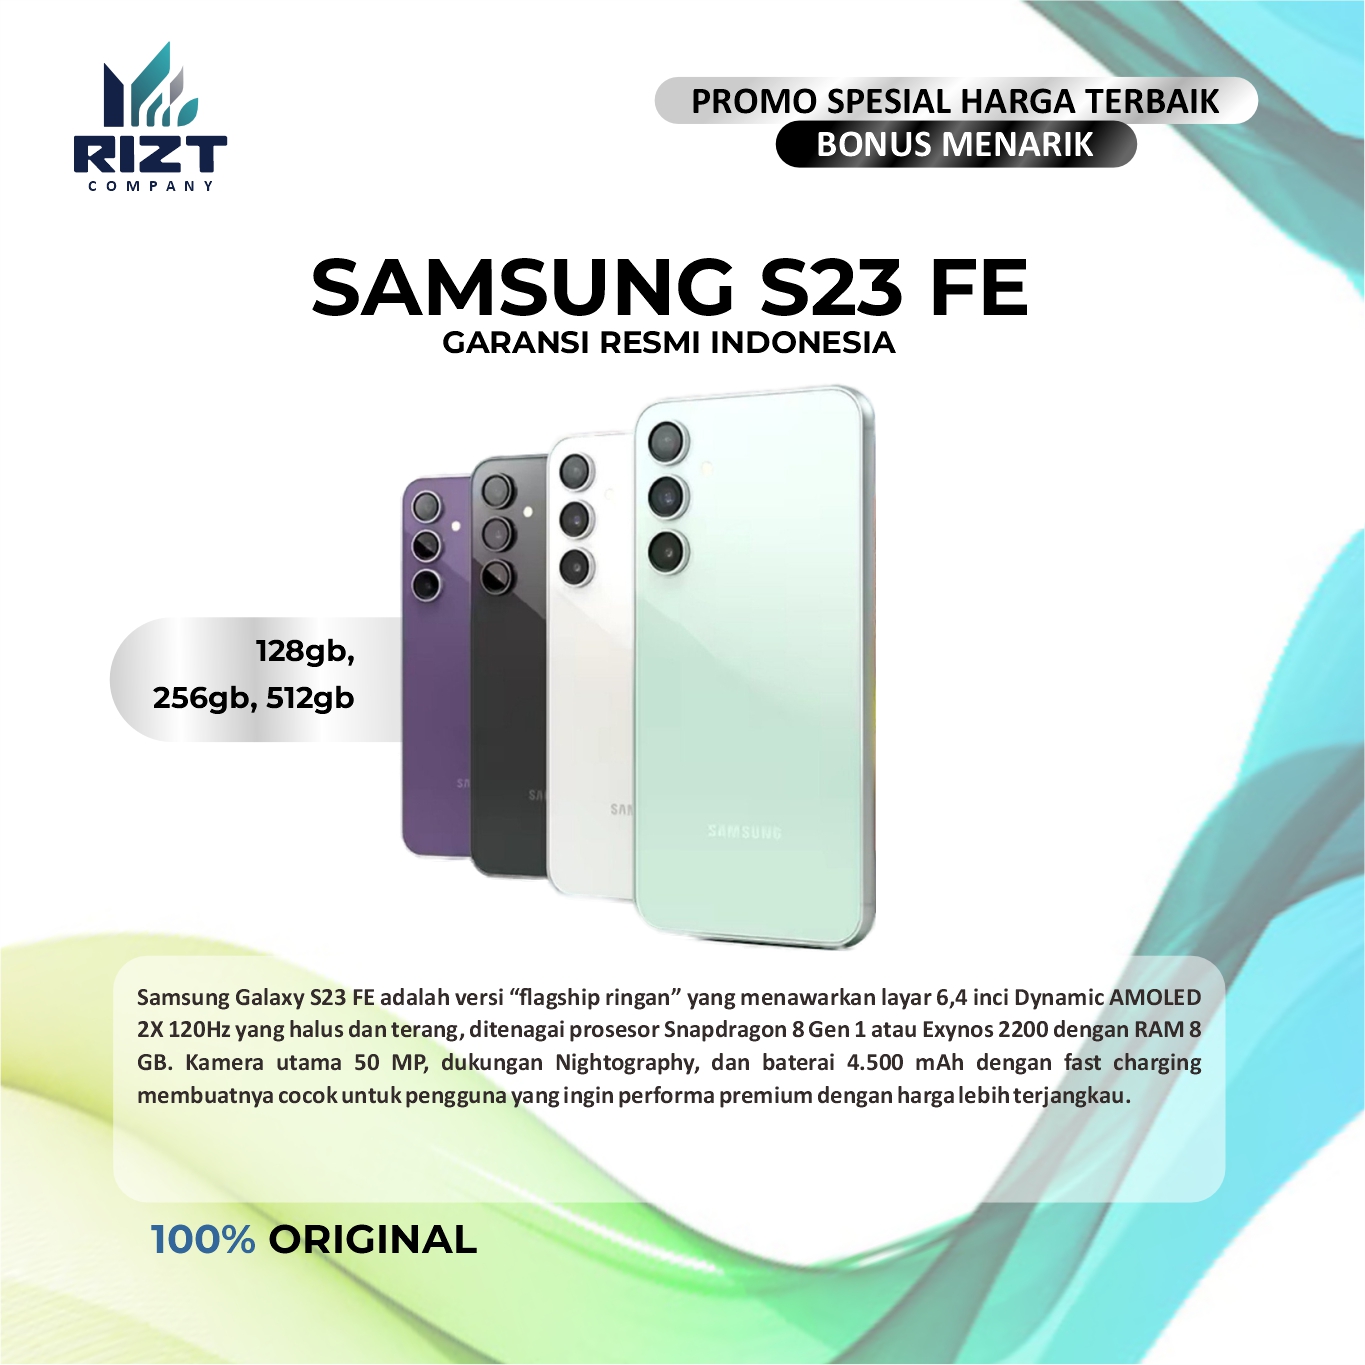 RIZT
COMPANY
PROMO SPESIAL HARGA TERBAIK
BONUS MENARIK
SAMSUNG S23 FE
GARANSI RESMI INDONESIA
128gb,
256gb, 512gb
SA
SA
SAM
SAMSUNG
Samsung Galaxy S23 FE adalah versi “flagship ringan” yang menawarkan layar 6,4 inci Dynamic AMOLED
2X 120Hz yang halus dan terang, ditenagai prosesor Snapdragon 8 Gen 1 atau Exynos 2200 dengan RAM 8
GB. Kamera utama 50 MP, dukungan Nightography, dan baterai 4.500 mAh dengan fast charging
membuatnya cocok untuk pengguna yang ingin performa premium dengan harga lebih terjangkau.
100% ORIGINAL